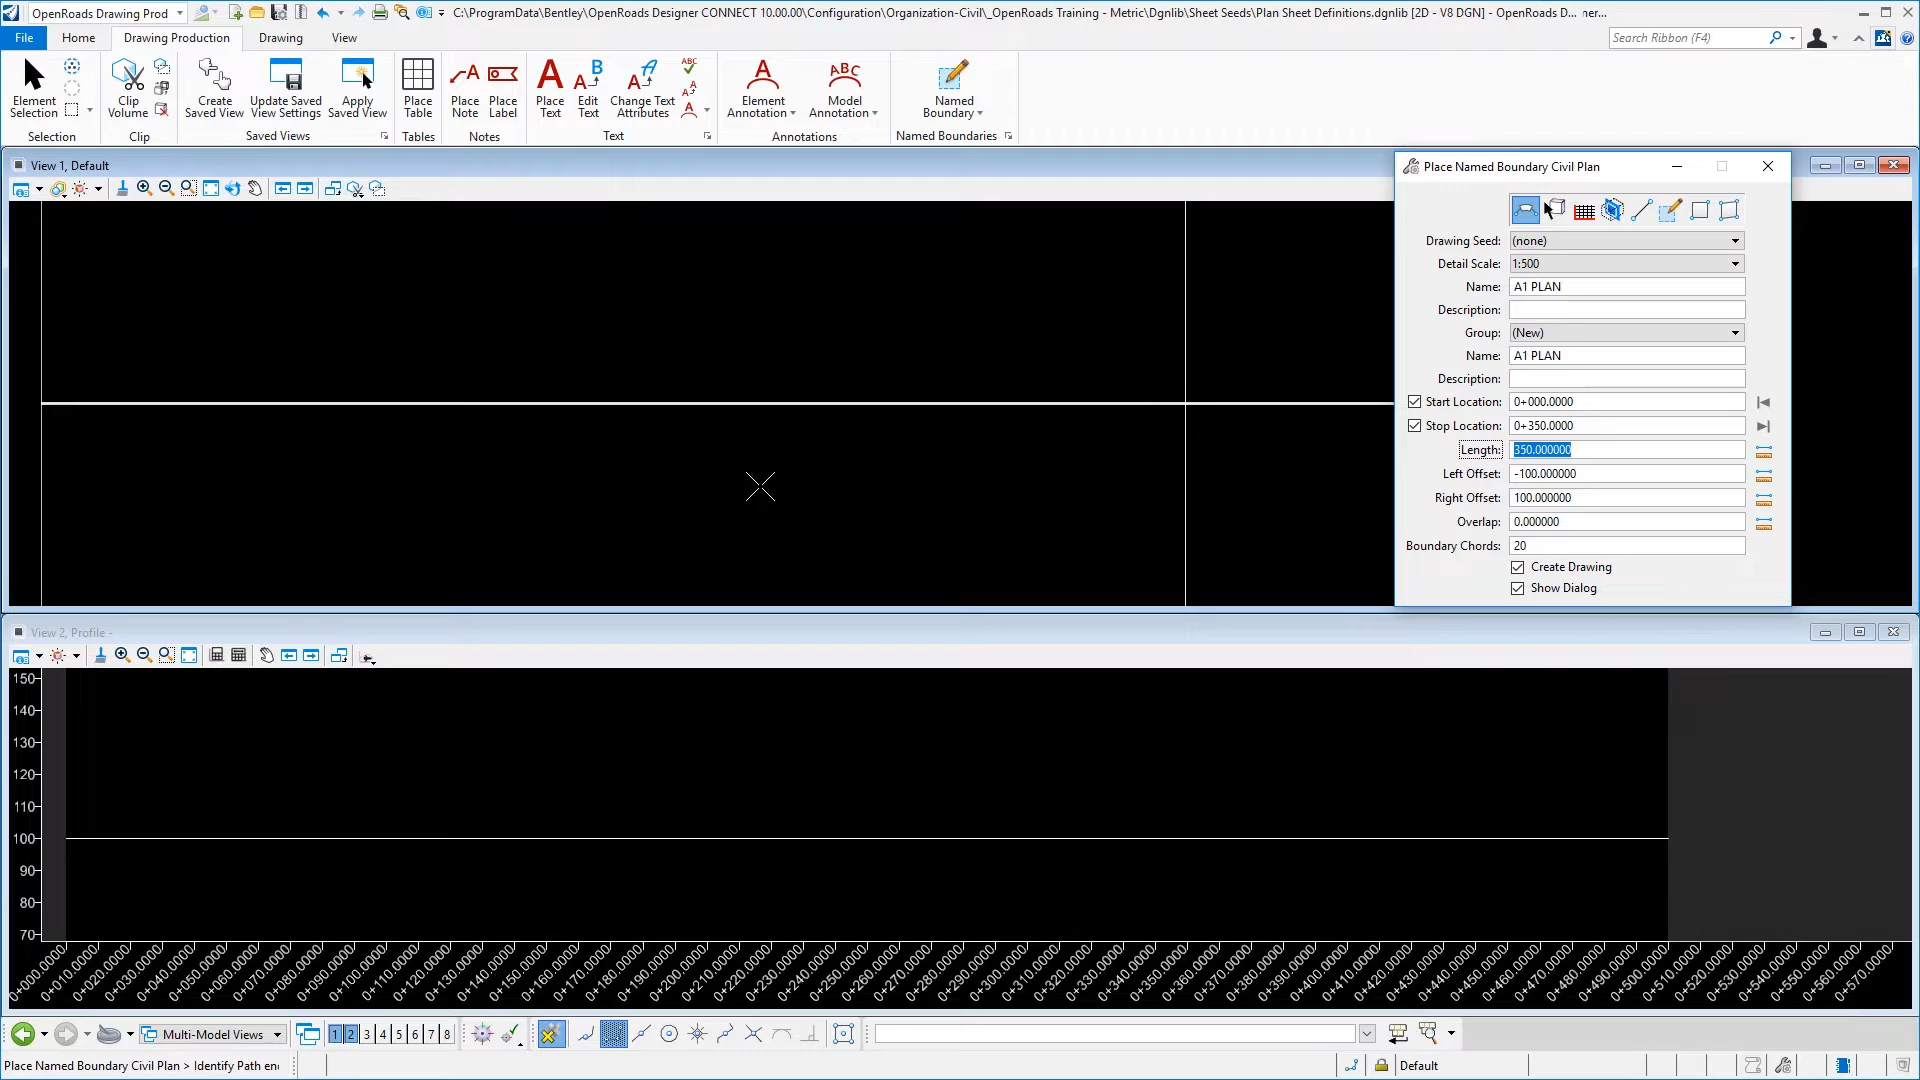 OpenRoads Drawing Prod
C:\ProgramData\Bentley\OpenRoads Designer CONNECT 10.00.00\Configuration\Organization-Civil\_OpenRoads Training - Metric\Dgnlib\Sheet Seeds\Plan Sheet Definitions.dgnlib [2D - V8 DGN] - OpenRoads D... ner...
File Home Drawing Production Drawing View
Search Ribbon (F4)
Element Selection
Clip Volume
Create Saved View
Update Saved View Settings
Apply Saved View
Place Table
Place Note
Place Label
Place Text
Edit Text
Change Text Attributes
Element Annotation
Model Annotation
Named Boundary
Selection Clip Saved Views Tables Notes Text Annotations Named Boundaries
View 1, Default
Place Named Boundary Civil Plan
Drawing Seed: (none)
Detail Scale: 1:500
Name: A1 PLAN
Description:
Group: (New)
Name: A1 PLAN
Description:
Start Location: 0+000.0000
Stop Location: 0+350.0000
Length: 350.000000
Left Offset: -100.000000
Right Offset: 100.000000
Overlap: 0.000000
Boundary Chords: 20
Create Drawing
Show Dialog
View 2, Profile -
150
140
130
120
110
100
90
80
70
0+000.0000 0+010.0000 0+020.0000 0+030.0000 0+040.0000 0+050.0000 0+060.0000 0+070.0000 0+080.0000 0+090.0000 0+100.0000 0+110.0000 0+120.0000 0+130.0000 0+140.0000 0+150.0000 0+160.0000 0+170.0000 0+180.0000 0+190.0000 0+200.0000 0+210.0000 0+220.0000 0+230.0000 0+240.0000 0+250.0000 0+260.0000 0+270.0000 0+280.0000 0+290.0000 0+300.0000 0+310.0000 0+320.0000 0+330.0000 0+340.0000 0+350.0000 0+360.0000 0+370.0000 0+380.0000 0+390.0000 0+400.0000 0+410.0000 0+420.0000 0+430.0000 0+440.0000 0+450.0000 0+460.0000 0+470.0000 0+480.0000 0+490.0000 0+500.0000 0+510.0000 0+520.0000 0+530.0000 0+540.0000 0+550.0000 0+560.0000 0+570.0000
Multi-Model Views 1 2 3 4 5 6 7 8
Place Named Boundary Civil Plan > Identify Path en
Default